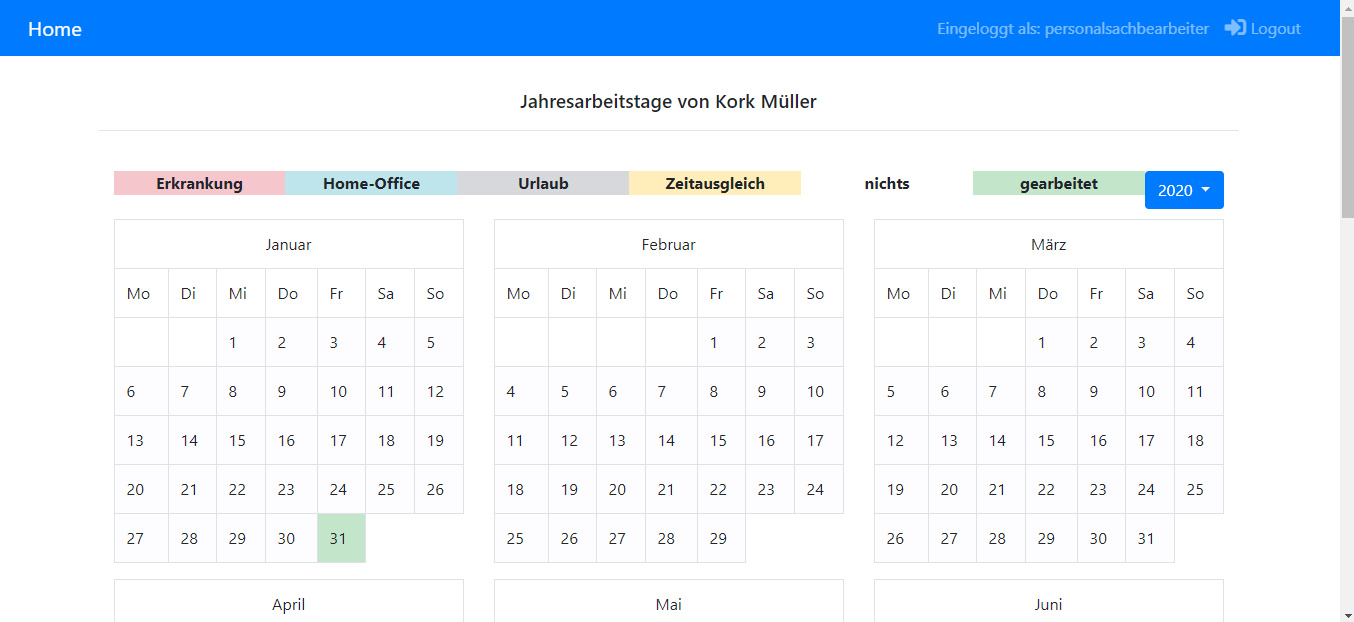 Home Eingeloggt als: personalsachbearbeiter Logout
Jahresarbeitstage von Kork Müller
Erkrankung Home-Office Urlaub Zeitausgleich nichts gearbeitet 2020
Januar Februar März
Mo Di Mi Do Fr Sa So Mo Di Mi Do Fr Sa So Mo Di Mi Do Fr Sa So
1 2 3 4 5 1 2 3 1 2 3 4
6 7 8 9 10 11 12 4 5 6 7 8 9 10 5 6 7 8 9 10 11
13 14 15 16 17 18 19 11 12 13 14 15 16 17 12 13 14 15 16 17 18
20 21 22 23 24 25 26 18 19 20 21 22 23 24 19 20 21 22 23 24 25
27 28 29 30 31 25 26 27 28 29 26 27 28 29 30 31
April Mai Juni